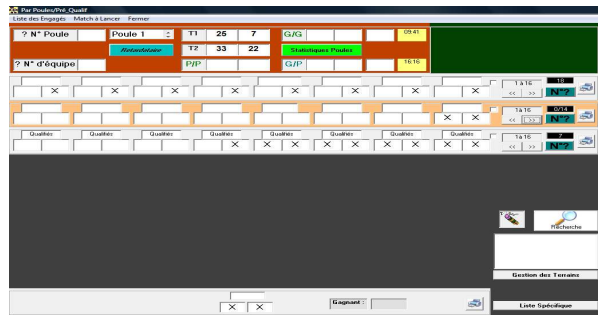 Par Poules/Pré_Qualif
Liste des Engagés Match à Lancer Fermer
? N° Poule Poule 1 T1 25 7 G/G 09:41
Retardataire T2 33 22 Statistiques Poules
? N° d'équipe P/P G/P 16:16
X X X X X X X X 1 à 16 18
<< >> N°?
X X 1 à 16 0/14
<< >> N°?
Qualifiés Qualifiés Qualifiés Qualifiés Qualifiés Qualifiés Qualifiés Qualifiés 1à 16 7
X X X X X X X X X << >> N°?
Recherche
Gestion des Terrains
X X Gagnant : Liste Spécifique